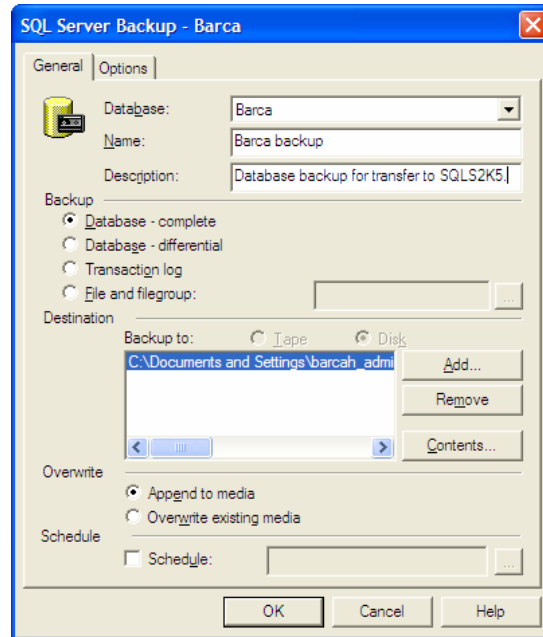 SQL Server Backup - Barca
General Options
Database: Barca
Name: Barca backup
Description: Database backup for transfer to SQLS2K5.
Backup
Database - complete
Database - differential
Transaction log
File and filegroup: ...
Destination
Backup to: Tape Disk
C:\Documents and Settings\barcah_admi
Add...
Remove
Contents...
Overwrite
Append to media
Overwrite existing media
Schedule
Schedule: ...
OK Cancel Help